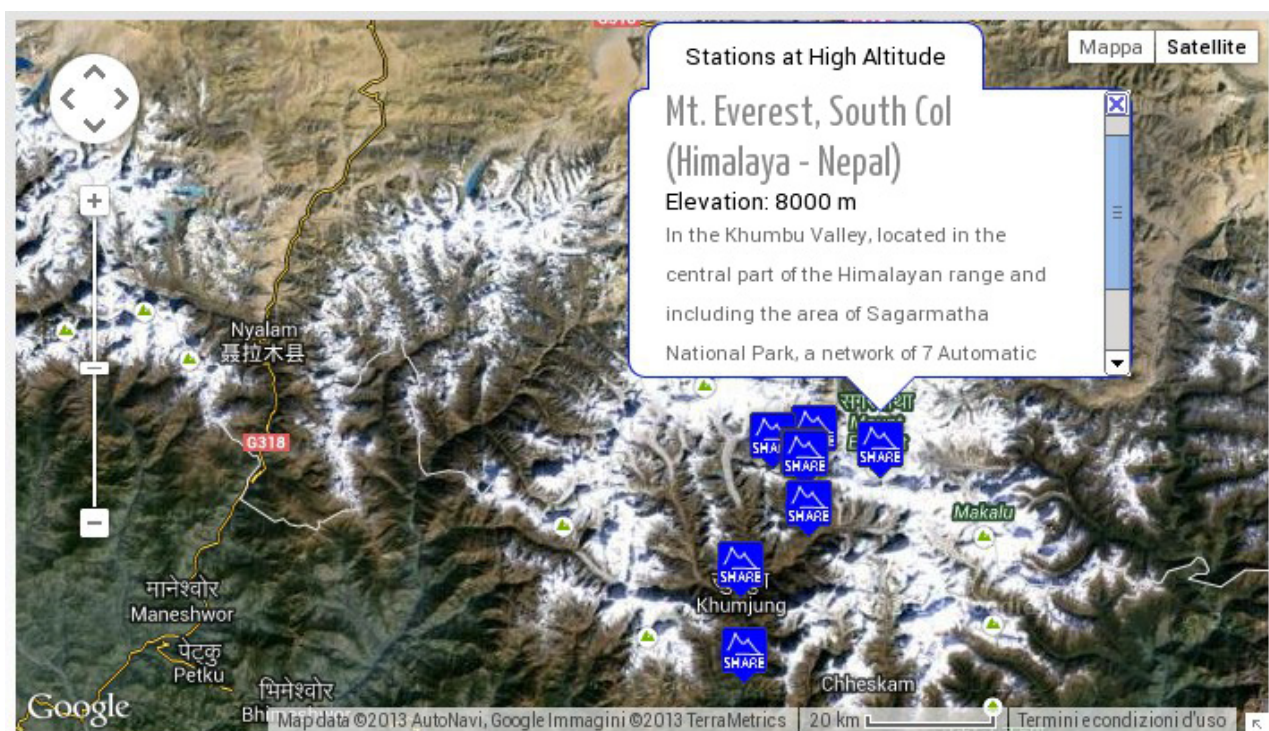 G318
Stations at High Altitude
Mappa
Satellite
Mt. Everest, South Col
(Himalaya - Nepal)
Elevation: 8000 m
In the Khumbu Valley, located in the
central part of the Himalayan range and
including the area of Sagarmatha
National Park, a network of 7 Automatic
Nyalam
聂拉木县
G318
SHARE
SHARE
SHARE
SHARE
Makalu
SHARE
Khumjung
मानेश्वोर
Maneshwor
SHARE
पेट्कु
Petku
Chheskam
भिमेश्वोर
Google
Map data ©2013 AutoNavi, Google Immagini ©2013 TerraMetrics
20 km
Termini e condizioni d'uso